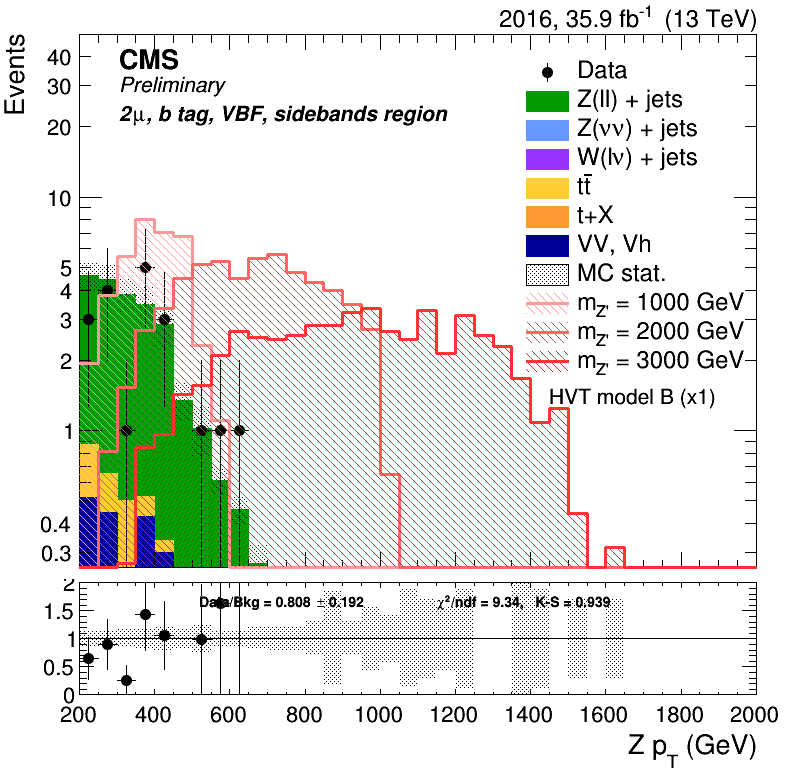 2016, 35.9 fb⁻¹ (13 TeV)
Events
CMS
Preliminary
2μ, b tag, VBF, sidebands region
Data
Z(ll) + jets
Z(νν) + jets
W(lν) + jets
tt̄
t+X
VV, Vh
MC stat.
m_Z' = 1000 GeV
m_Z' = 2000 GeV
m_Z' = 3000 GeV
HVT model B (x1)
40
30
20
10
5
4
3
2
1
0.4
0.3
Data/Bkg = 0.808 ± 0.192
χ²/ndf = 9.34, K-S = 0.939
2
1.5
1
0.5
0
200 400 600 800 1000 1200 1400 1600 1800 2000
Z p_T (GeV)